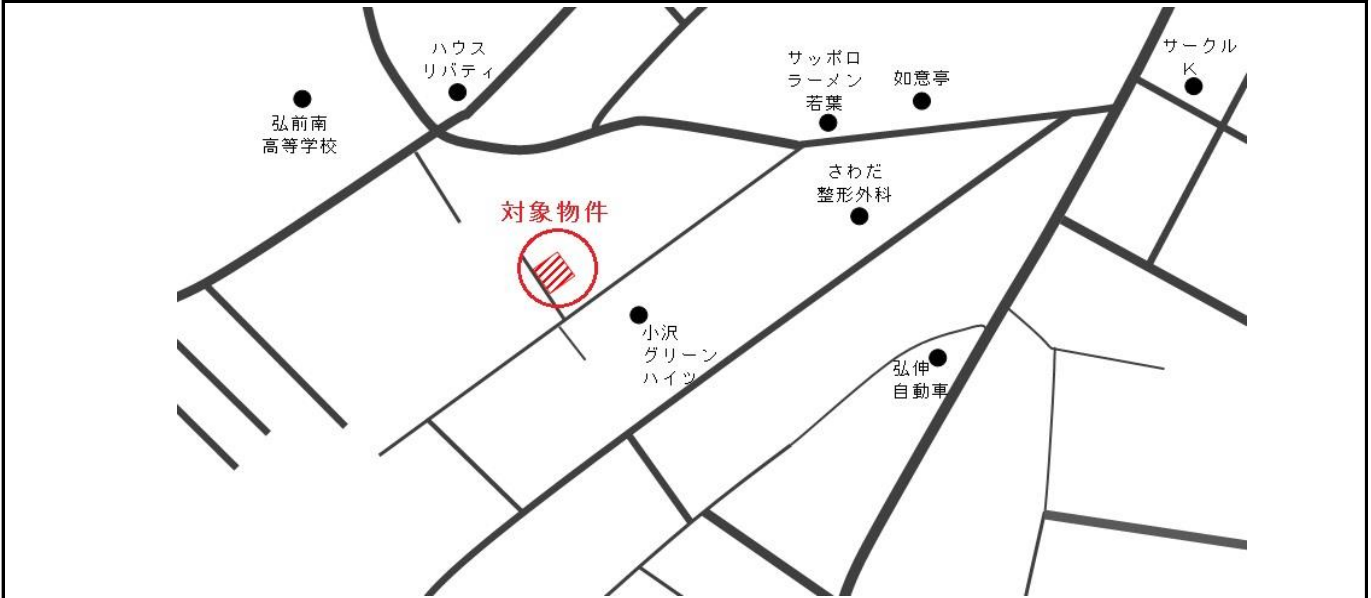 ハウス
リバティ
弘前南
高等学校
サッポロ
ラーメン
若葉
如意亭
サークル
K
さわだ
整形外科
対象物件
小沢
グリーン
ハイツ
弘伸
自動車